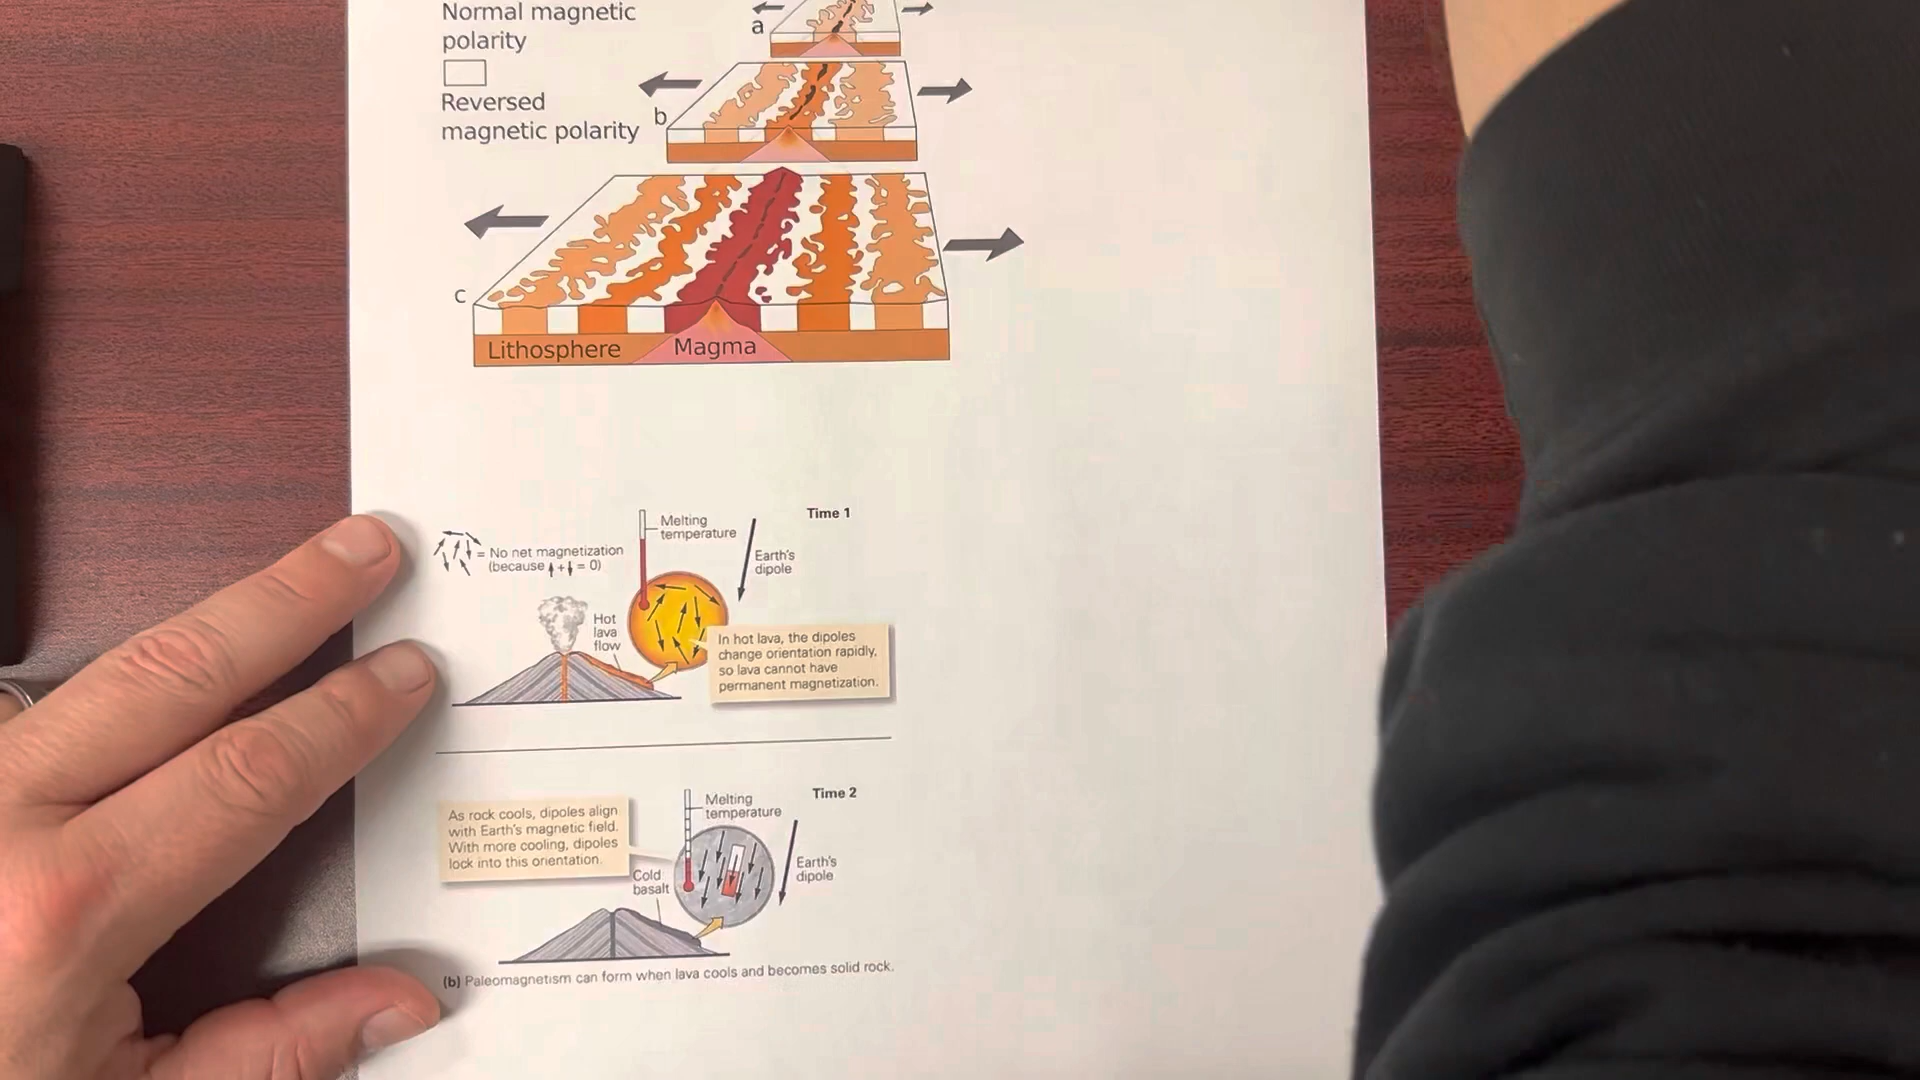 Normal magnetic
polarity
a
Reversed
magnetic polarity
b
c
Lithosphere
Magma
Time 1
Melting
temperature
Earth's
dipole
= No net magnetization
(because + = 0)
Hot
lava
flow
In hot lava, the dipoles
change orientation rapidly,
so lava cannot have
permanent magnetization.
Time 2
Melting
temperature
As rock cools, dipoles align
with Earth's magnetic field.
With more cooling, dipoles
lock into this orientation.
Earth's
dipole
Cold
basalt
(b) Paleomagnetism can form when lava cools and becomes solid rock.